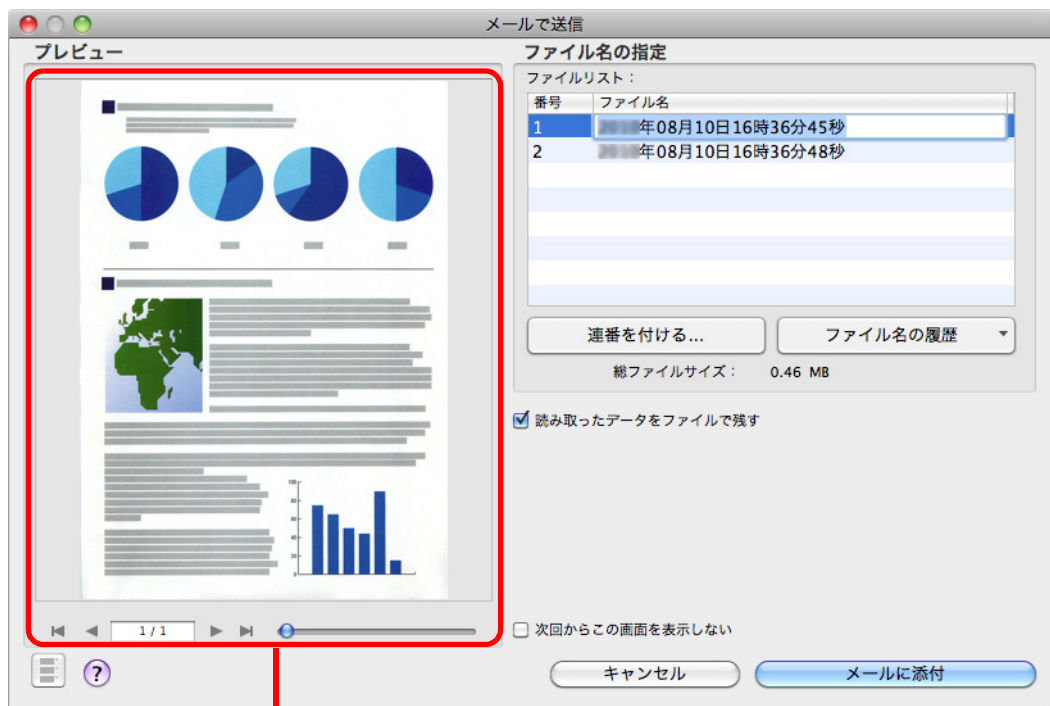 メールで送信
プレビュー
ファイル名の指定
ファイルリスト：
番号 ファイル名
1 年08月10日16時36分45秒
2 年08月10日16時36分48秒
連番を付ける...
ファイル名の履歴
総ファイルサイズ： 0.46 MB
読み取ったデータをファイルで残す
1 / 1
次回からこの画面を表示しない
?
キャンセル
メールに添付